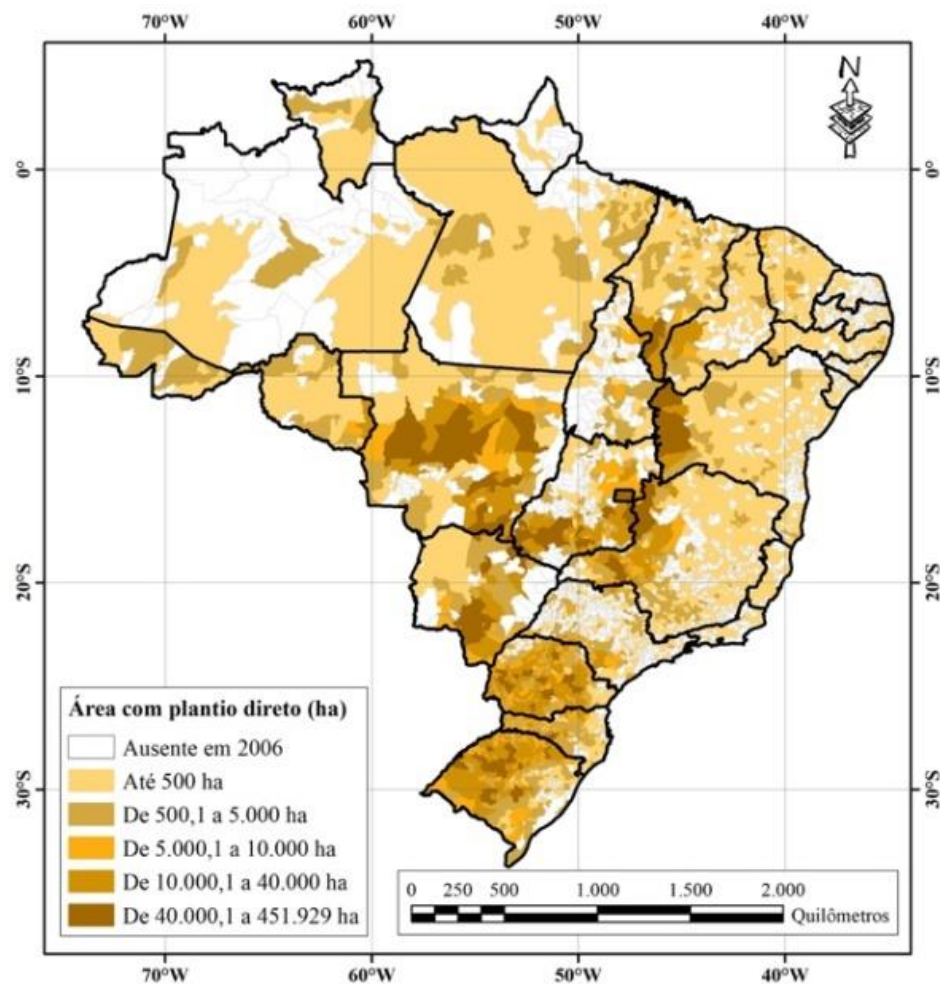 70°W 60°W 50°W 40°W
N
0° 0°
10°S 10°S
20°S 20°S
30°S 30°S
Área com plantio direto (ha)
Ausente em 2006
Até 500 ha
De 500,1 a 5.000 ha
De 5.000,1 a 10.000 ha
De 10.000,1 a 40.000 ha
De 40.000,1 a 451.929 ha
0 250 500 1.000 1.500 2.000
Quilômetros
70°W 60°W 50°W 40°W